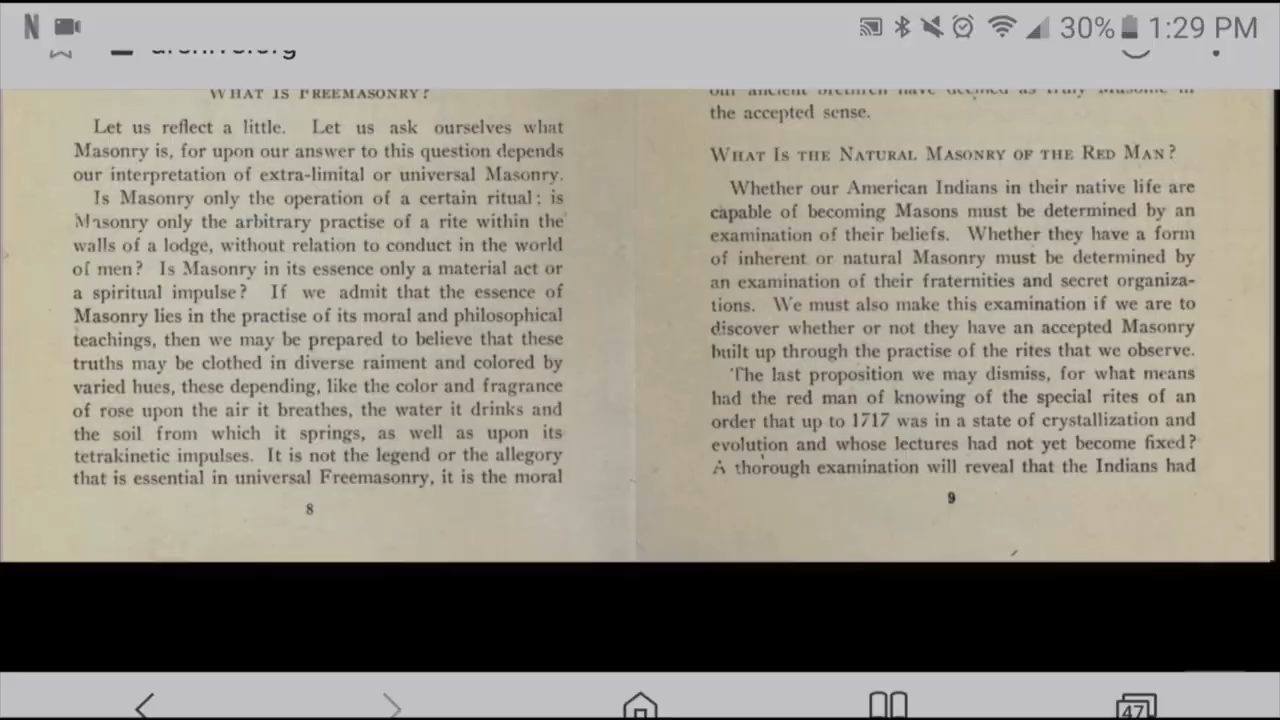 N
30% 1:29 PM
archive.org
WHAT IS FREEMASONRY?
Let us reflect a little. Let us ask ourselves what
Masonry is, for upon our answer to this question depends
our interpretation of extra-limital or universal Masonry.
Is Masonry only the operation of a certain ritual; is
Masonry only the arbitrary practise of a rite within the
walls of a lodge, without relation to conduct in the world
of men? Is Masonry in its essence only a material act or
a spiritual impulse? If we admit that the essence of
Masonry lies in the practise of its moral and philosophical
teachings, then we may be prepared to believe that these
truths may be clothed in diverse raiment and colored by
varied hues, these depending, like the color and fragrance
of rose upon the air it breathes, the water it drinks and
the soil from which it springs, as well as upon its
tetrakinetic impulses. It is not the legend or the allegory
that is essential in universal Freemasonry, it is the moral
8
our ancient brethren have deemed as truly Masonic in
the accepted sense.
WHAT IS THE NATURAL MASONRY OF THE RED MAN?
Whether our American Indians in their native life are
capable of becoming Masons must be determined by an
examination of their beliefs. Whether they have a form
of inherent or natural Masonry must be determined by
an examination of their fraternities and secret organiza-
tions. We must also make this examination if we are to
discover whether or not they have an accepted Masonry
built up through the practise of the rites that we observe.
The last proposition we may dismiss, for what means
had the red man of knowing of the special rites of an
order that up to 1717 was in a state of crystallization and
evolution and whose lectures had not yet become fixed?
A thorough examination will reveal that the Indians had
9
47